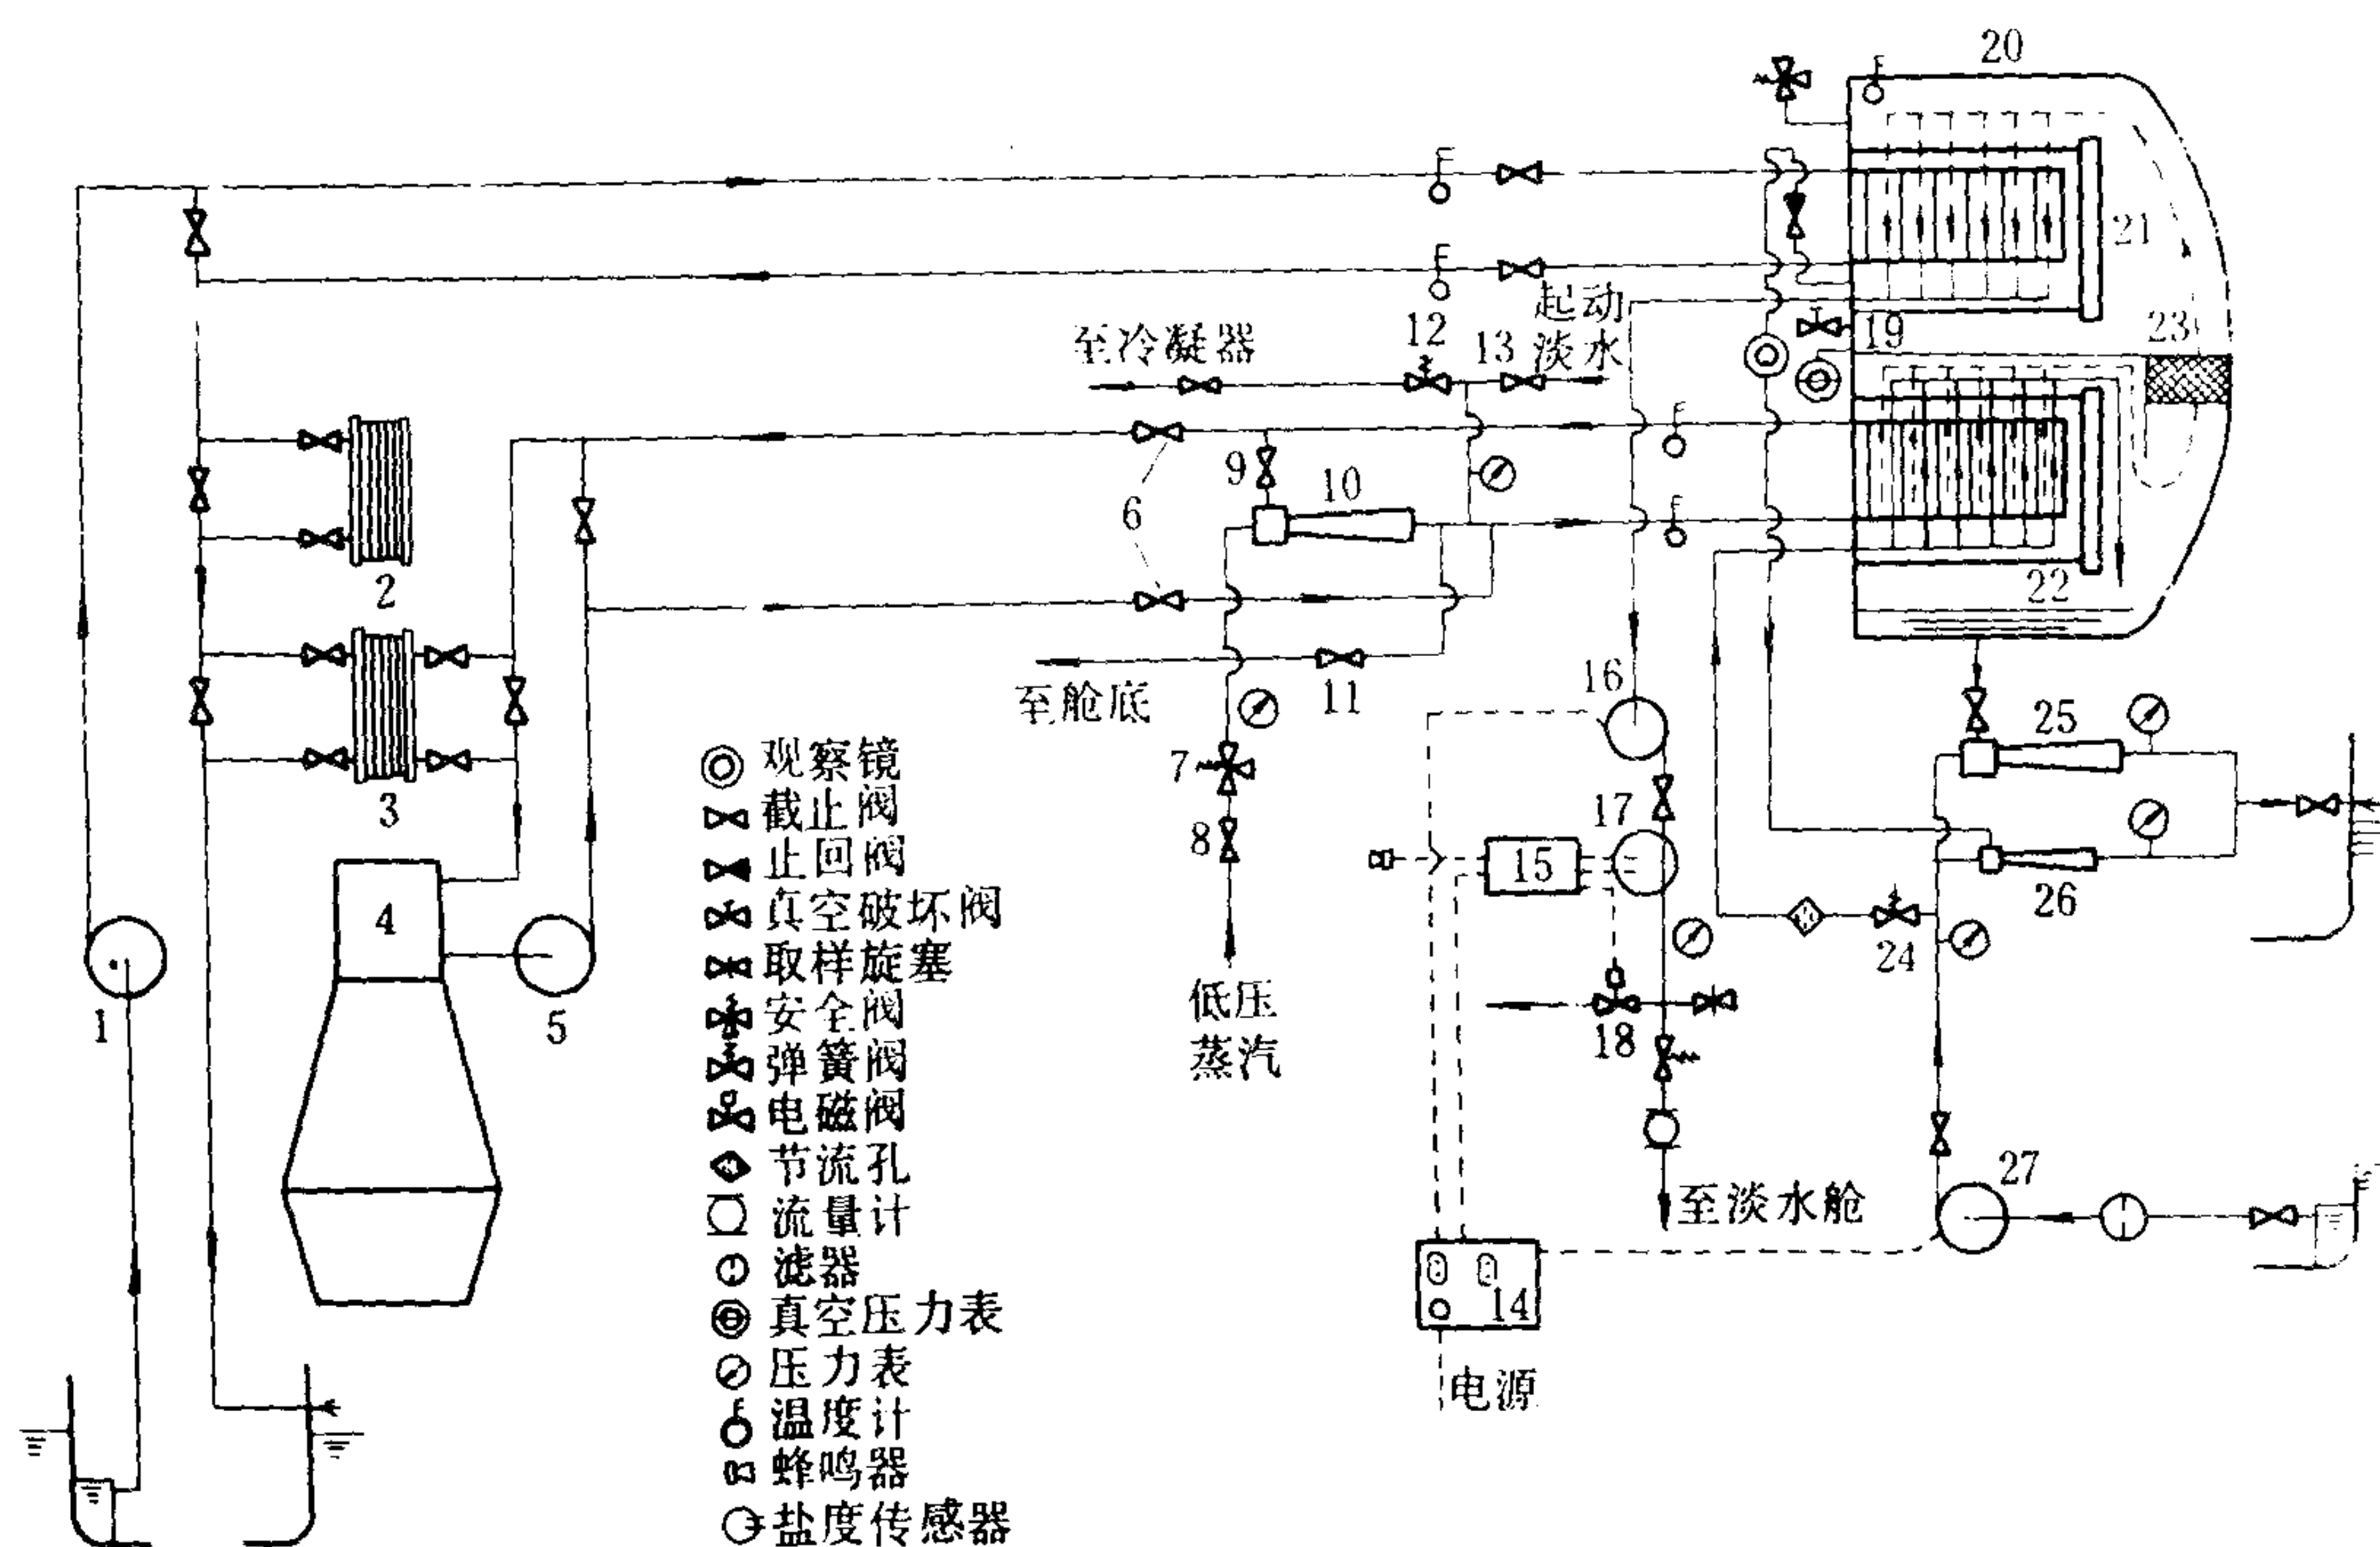 20
21
19
23
起动
淡水
至冷凝器
12
13
9
10
6
22
2
至舱底
11
16
25
7
17
3
8
15
26
4
24
1
5
低压
蒸汽
18
27
至淡水舱
14
电源
观察镜
截止阀
止回阀
真空破坏阀
取样旋塞
安全阀
弹簧阀
电磁阀
节流孔
流量计
滤器
真空压力表
压力表
温度计
蜂鸣器
盐度传感器